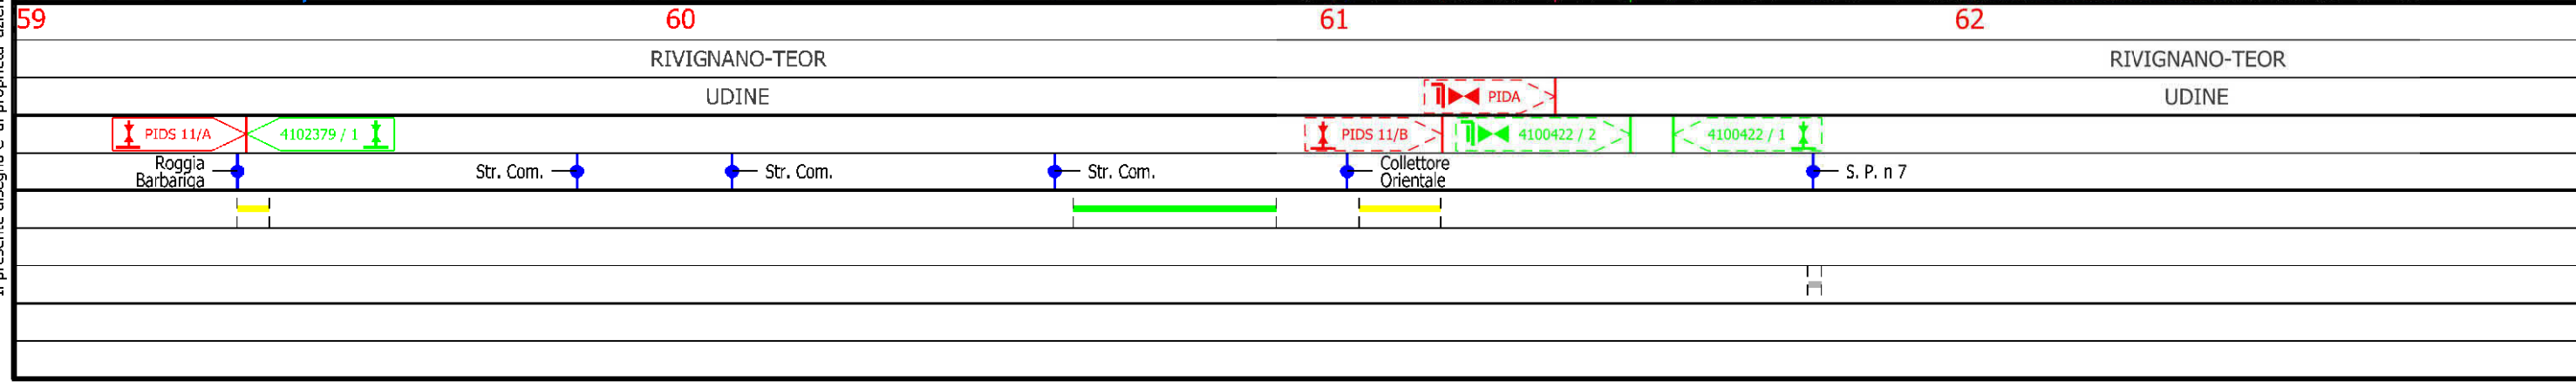 59 60 61 62
RIVIGNANO-TEOR RIVIGNANO-TEOR
UDINE PIDA UDINE
PIDS 11/A 4102379 / 1 PIDS 11/B 4100422 / 2 4100422 / 1
Roggia
Barbariga
Str. Com.
Str. Com.
Str. Com.
Collettore
Orientale
S. P. n 7